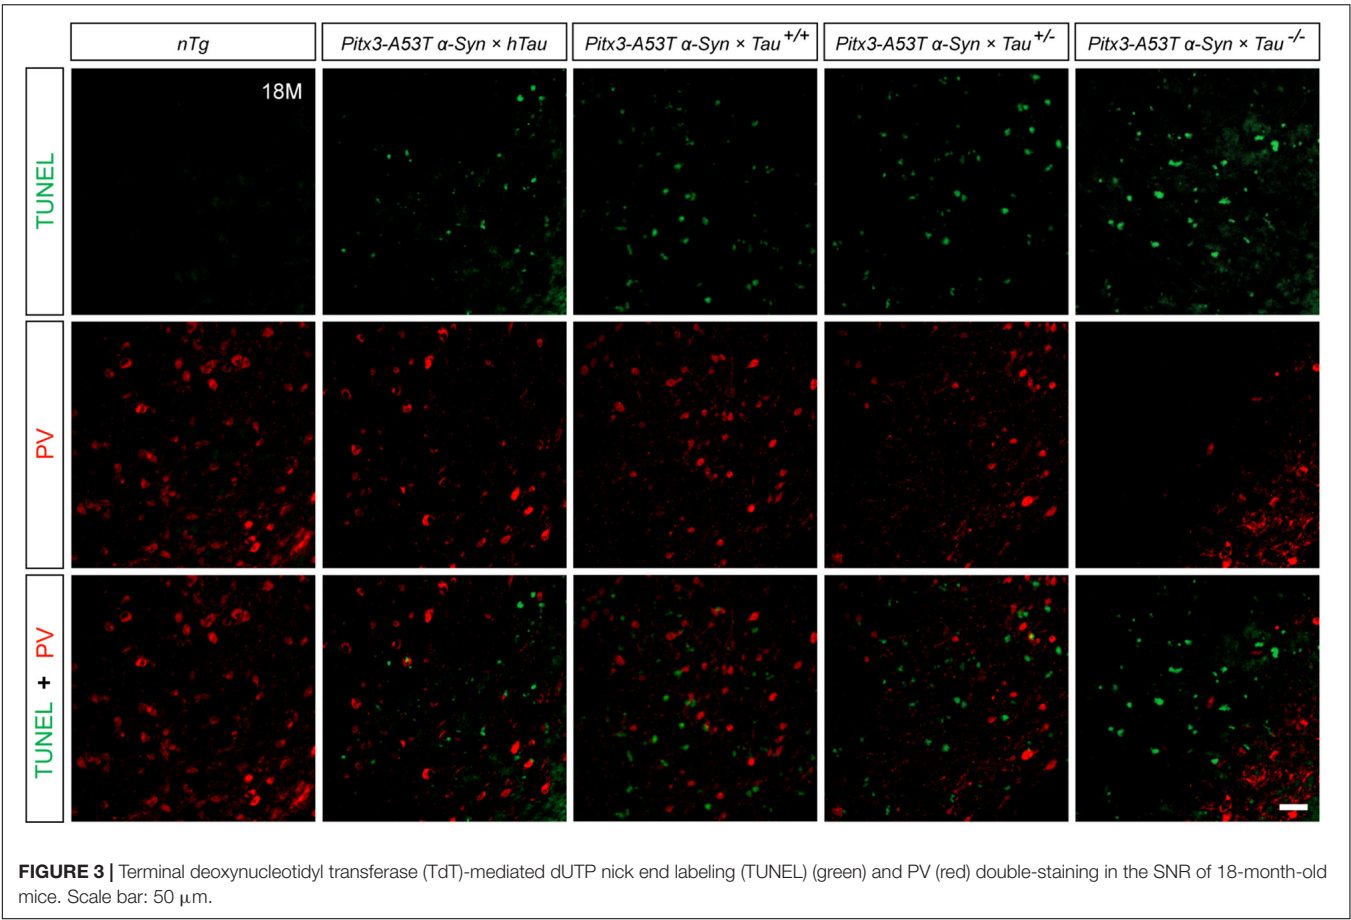 nTg
Pitx3-A53T α-Syn × hTau
Pitx3-A53T α-Syn × Tau +/+
Pitx3-A53T α-Syn × Tau +/-
Pitx3-A53T α-Syn × Tau -/-
18M
TUNEL
PV
TUNEL + PV
FIGURE 3 | Terminal deoxynucleotidyl transferase (TdT)-mediated dUTP nick end labeling (TUNEL) (green) and PV (red) double-staining in the SNR of 18-month-old
mice. Scale bar: 50 μm.